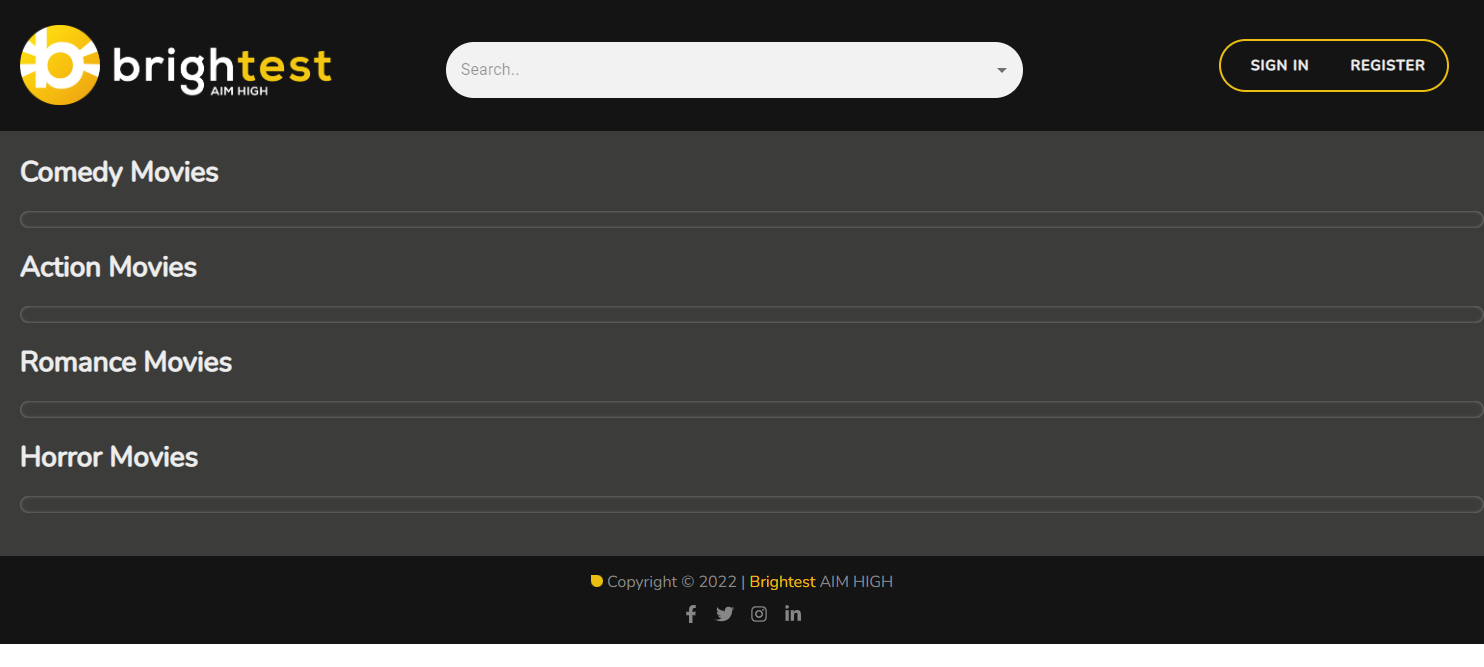 brightest
AIM HIGH
Search..
SIGN IN REGISTER
Comedy Movies
Action Movies
Romance Movies
Horror Movies
Copyright © 2022 | Brightest AIM HIGH